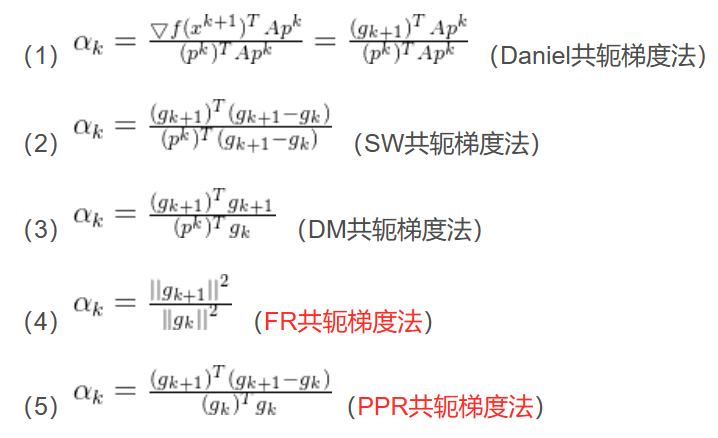 (1) α_k = ▽f(x^{k+1})^T Ap^k / (p^k)^T Ap^k = (g_{k+1})^T Ap^k / (p^k)^T Ap^k (Daniel共轭梯度法)
(2) α_k = (g_{k+1})^T (g_{k+1}−g_k) / (p^k)^T (g_{k+1}−g_k) (SW共轭梯度法)
(3) α_k = (g_{k+1})^T g_{k+1} / (p^k)^T g_k (DM共轭梯度法)
(4) α_k = ||g_{k+1}||^2 / ||g_k||^2 (FR共轭梯度法)
(5) α_k = (g_{k+1})^T (g_{k+1}−g_k) / (g_k)^T g_k (PPR共轭梯度法)